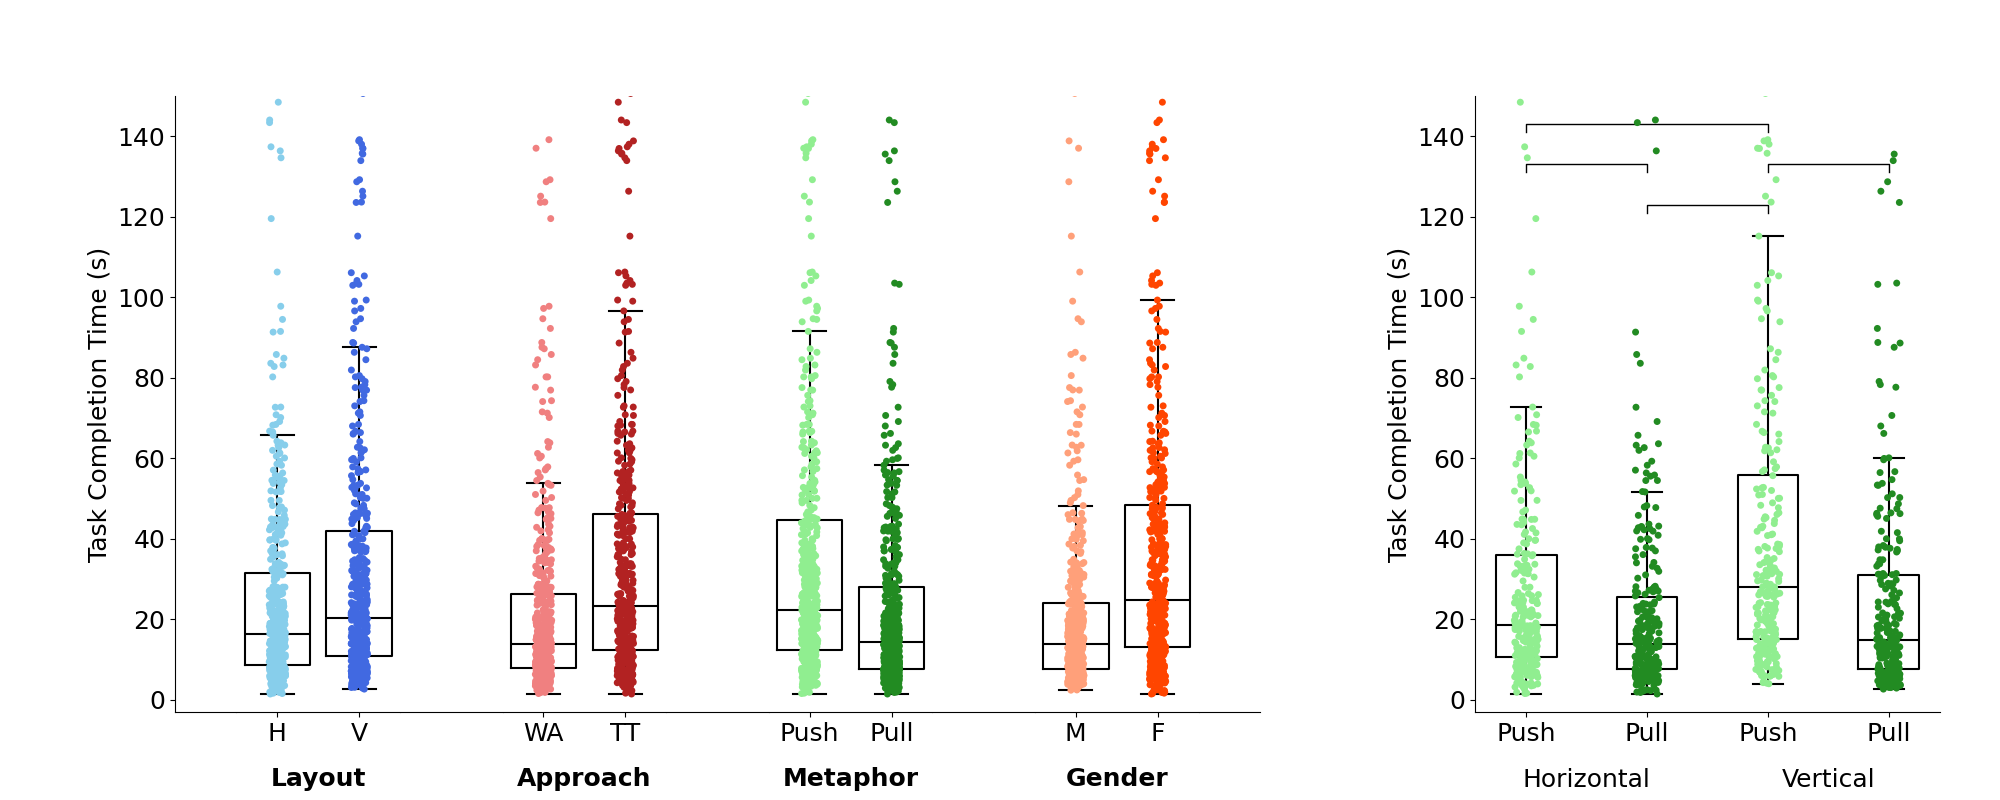 Task Completion Time (s)
140
120
100
80
60
40
20
0
H V WA TT Push Pull M F
Layout Approach Metaphor Gender
Task Completion Time (s)
140
120
100
80
60
40
20
0
Push Pull Push Pull
Horizontal Vertical